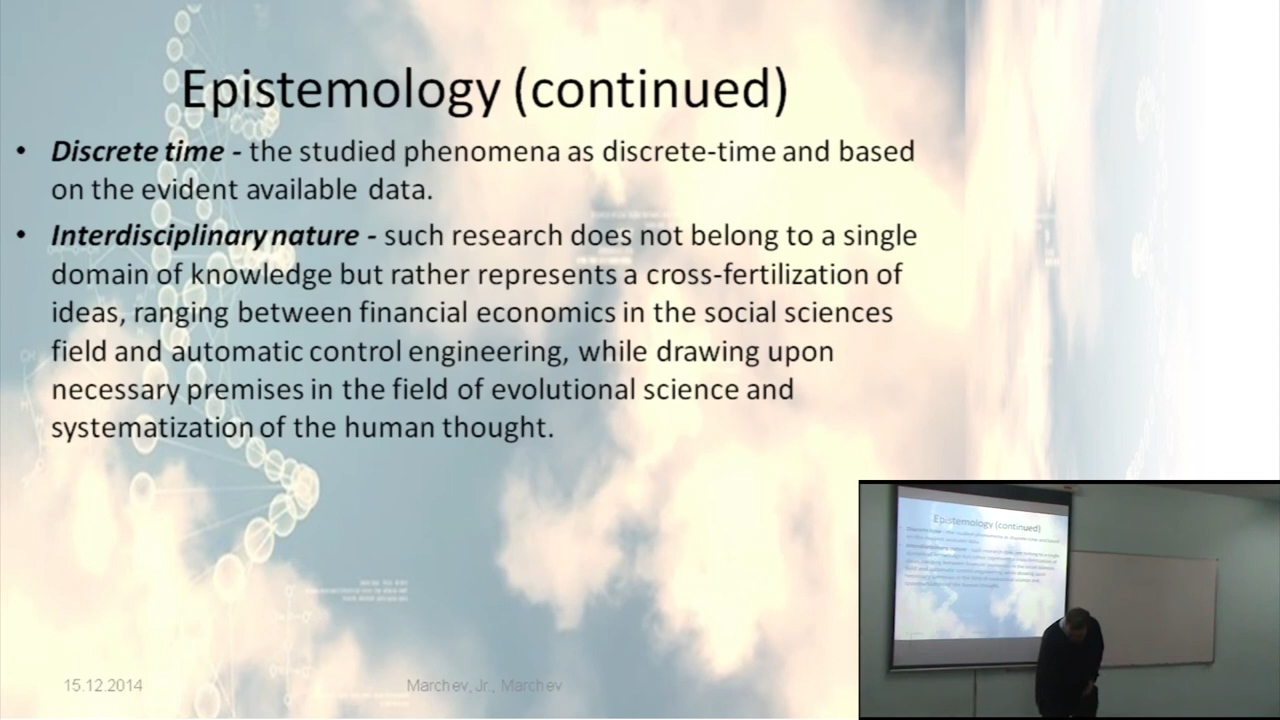 Epistemology (continued)
• Discrete time - the studied phenomena as discrete-time and based
on the evident available data.
• Interdisciplinary nature - such research does not belong to a single
domain of knowledge but rather represents a cross-fertilization of
ideas, ranging between financial economics in the social sciences
field and automatic control engineering, while drawing upon
necessary premises in the field of evolutional science and
systematization of the human thought.
15.12.2014
Marchev, Jr., Marchev
Epistemology (continued)